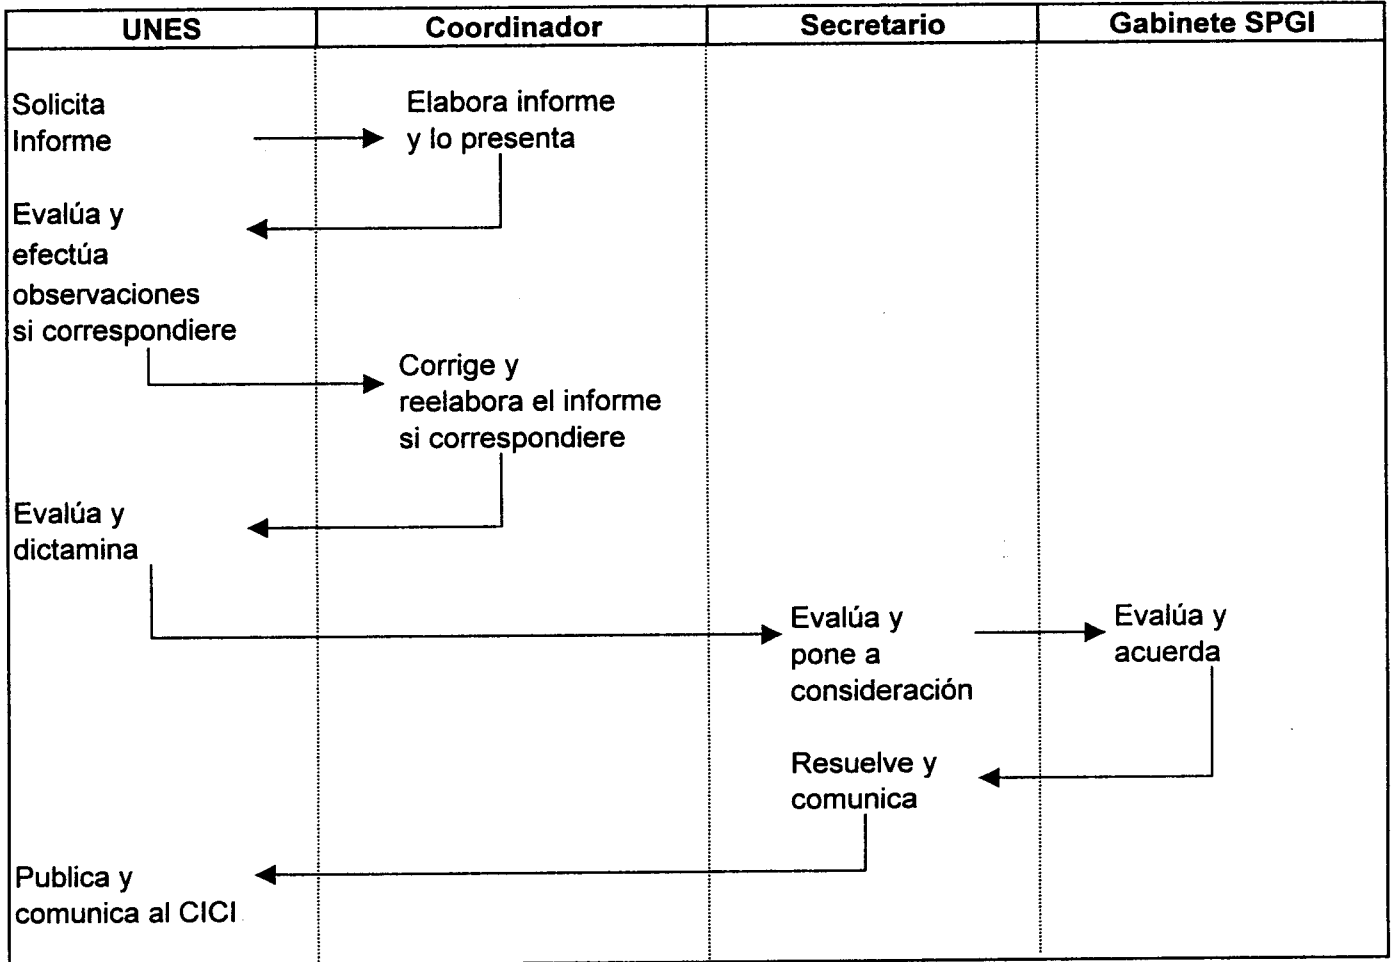 UNES
Coordinador
Secretario
Gabinete SPGI
Solicita
Informe
Elabora informe
y lo presenta
Evalúa y
efectúa
observaciones
si correspondiere
Corrige y
reelabora el informe
si correspondiere
Evalúa y
dictamina
Evalúa y
pone a
consideración
Evalúa y
acuerda
Resuelve y
comunica
Publica y
comunica al CICI